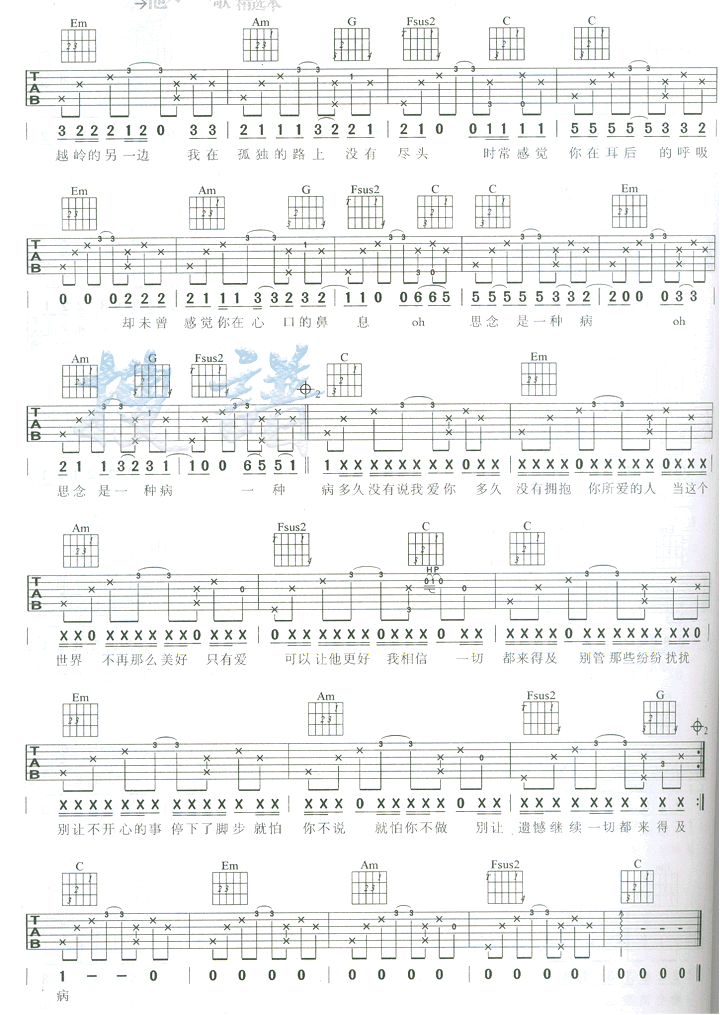 Em Am G Fsus2 C C
3 2 2 2 1 2 0 3 3 | 2 1 1 1 3 2 2 1 | 2 1 0 0 1 1 1 1 | 5 5 5 5 5 3 3 2
越岭的另一边 我在 孤独的路上 没有 尽头 时常感觉 你在耳后 的呼吸
Em Am G Fsus2 C C Em
0 0 0 2 2 2 | 2 1 1 1 3 3 2 3 2 | 1 1 0 0 6 6 5 | 5 5 5 5 5 3 3 2 | 2 0 0 0 3 3
却未曾 感觉你在心 口的鼻 息 oh 思念 是一种 病 oh
Am G Fsus2 C Em
2 1 1 3 2 3 1 | 1 0 0 6 5 5 1 || 1 X X X X X X X X 0 X X | X X X X X X X X X 0 X X X
思念 是一 种病 一 种 病多久没有说我爱你 多久 没有拥抱 你所爱的人 当这个
Am Fsus2 C C
X X 0 X X X X X X 0 X X | 0 X X X X X X X X 0 X X | X X X X 0 X X X X X X X X 0
世界 不再那么美好 只有爱 可以让他更好 我相信 一切 都来得及 别管那些纷纷扰扰
Em Am Fsus2 G
别让不开心的事 停下了脚步 就怕 你不说 就怕你不做 别让 遗憾继续一切都来得及
C Em Am Fsus2 C
1 – – 0 | 0 0 0 0 | 0 0 0 0 | 0 0 0 0 | 0 0 0 0
病